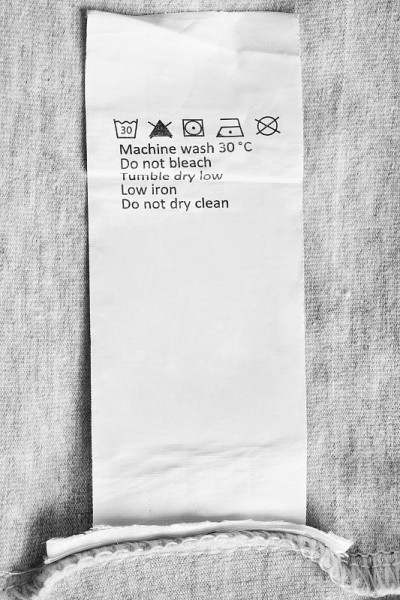 30
Machine wash 30 °C
Do not bleach
Tumble dry low
Low iron
Do not dry clean